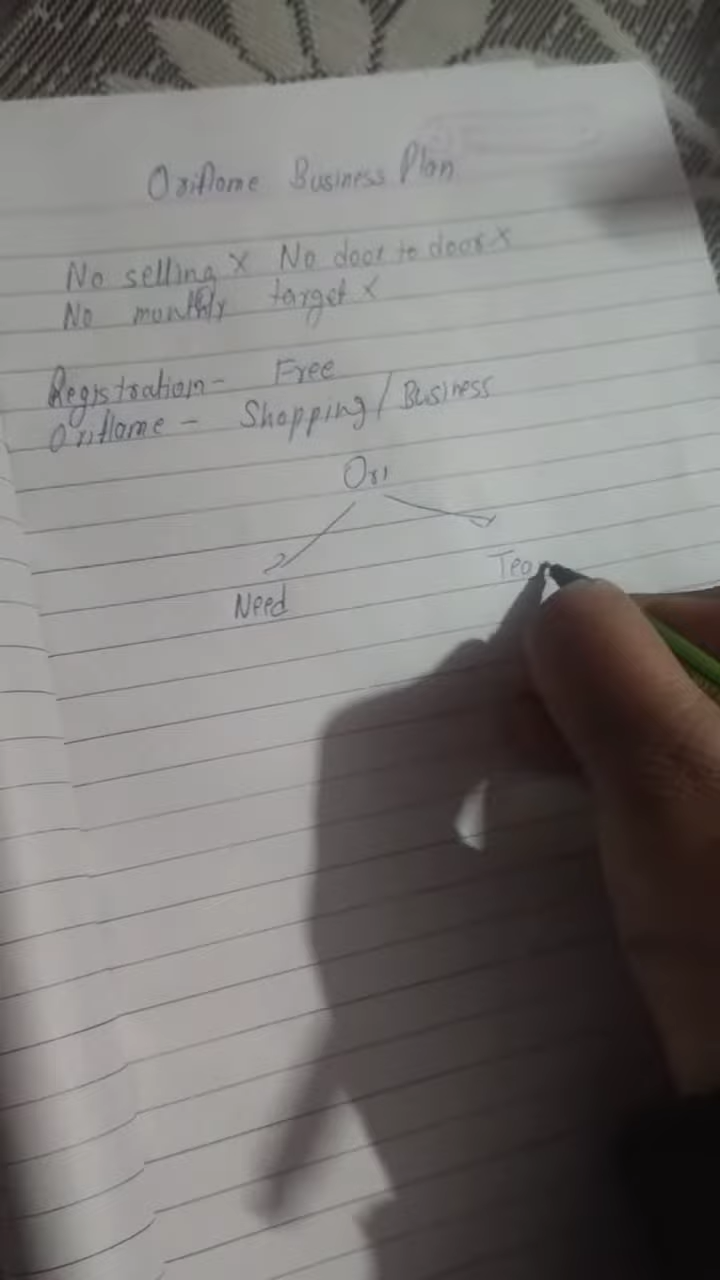 Oriflame Business Plan
No selling x No door to door x
No monthly target x
Registration - Free
Oriflame - Shopping / Business
Ori
Need Tea